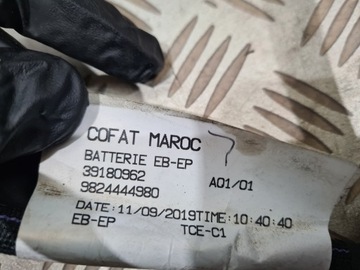 COFAT MAROC
BATTERIE EB-EP
39180962 A01/01
9824444980
DATE:11/09/2019TIME:10:40:40
EB-EP TCE-C1